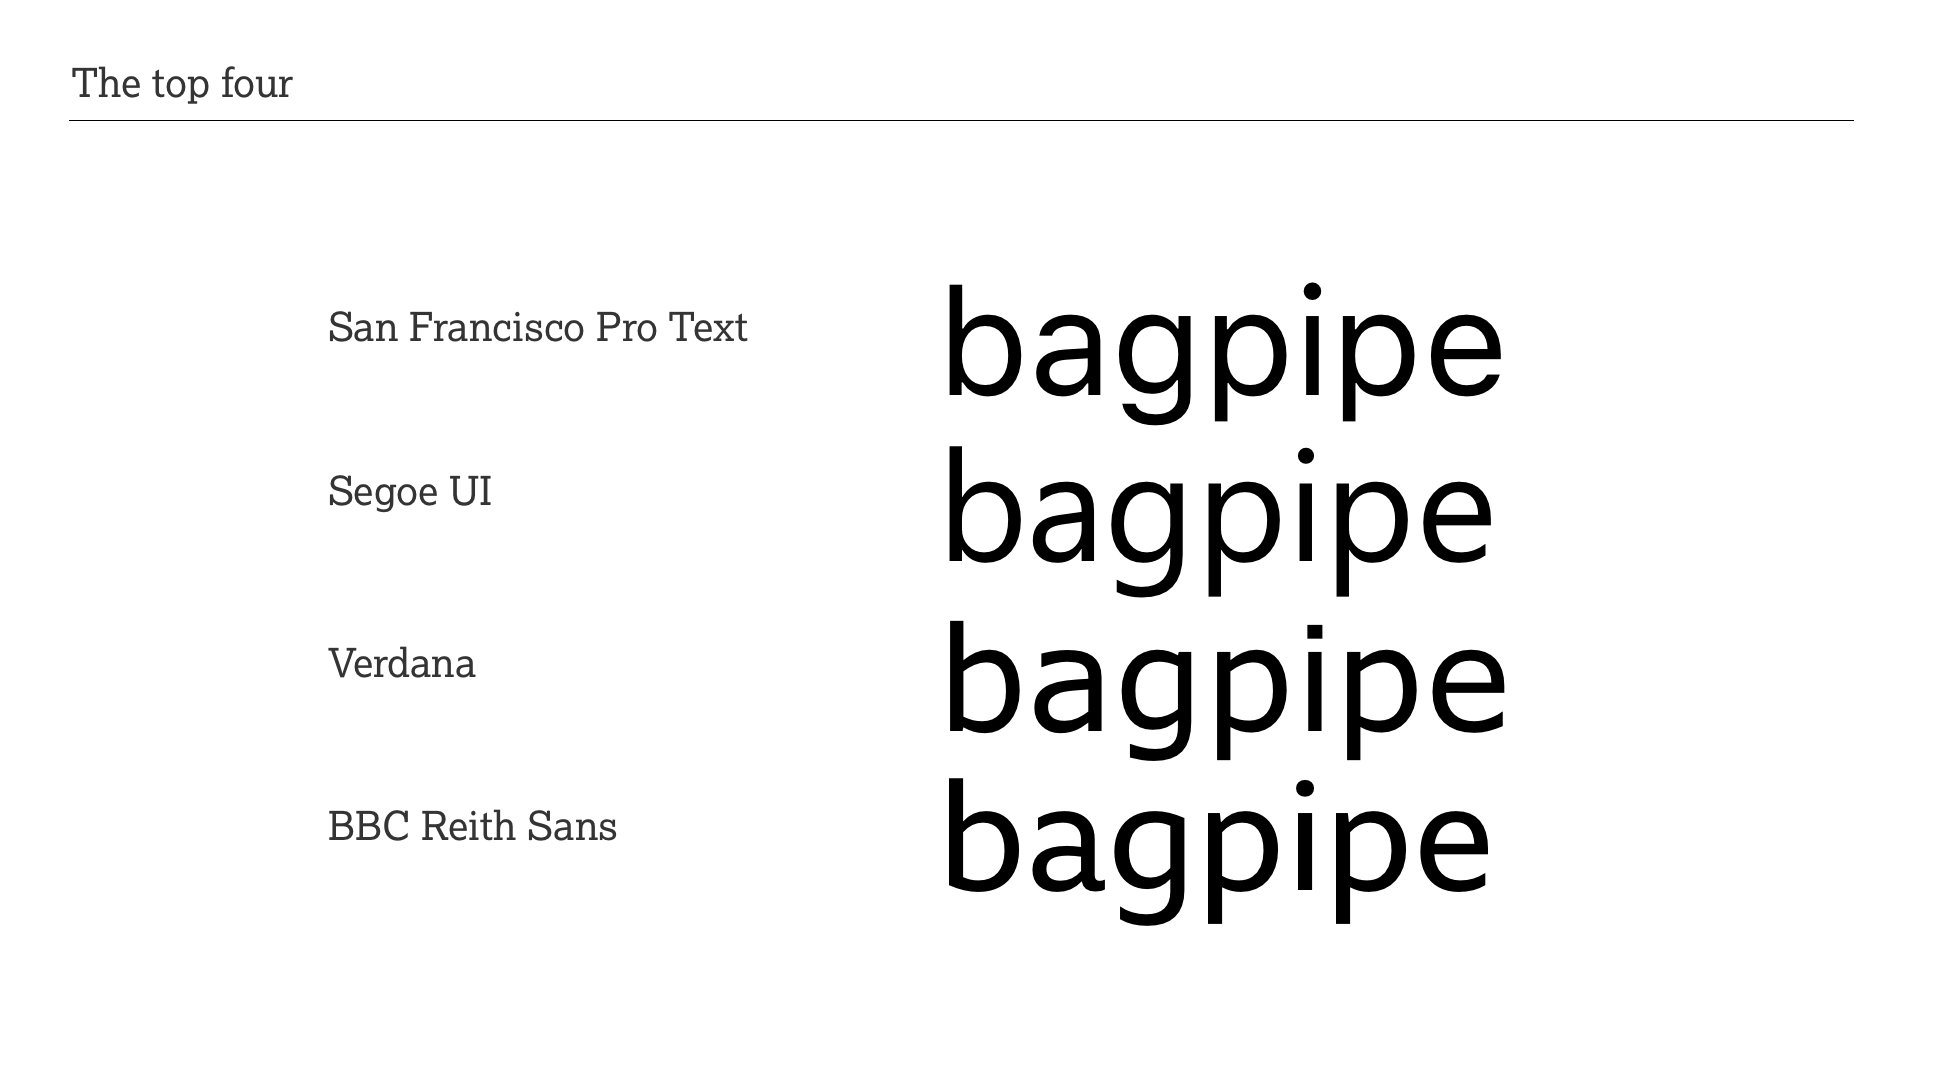 The top four
San Francisco Pro Text bagpipe
Segoe UI bagpipe
Verdana bagpipe
BBC Reith Sans bagpipe